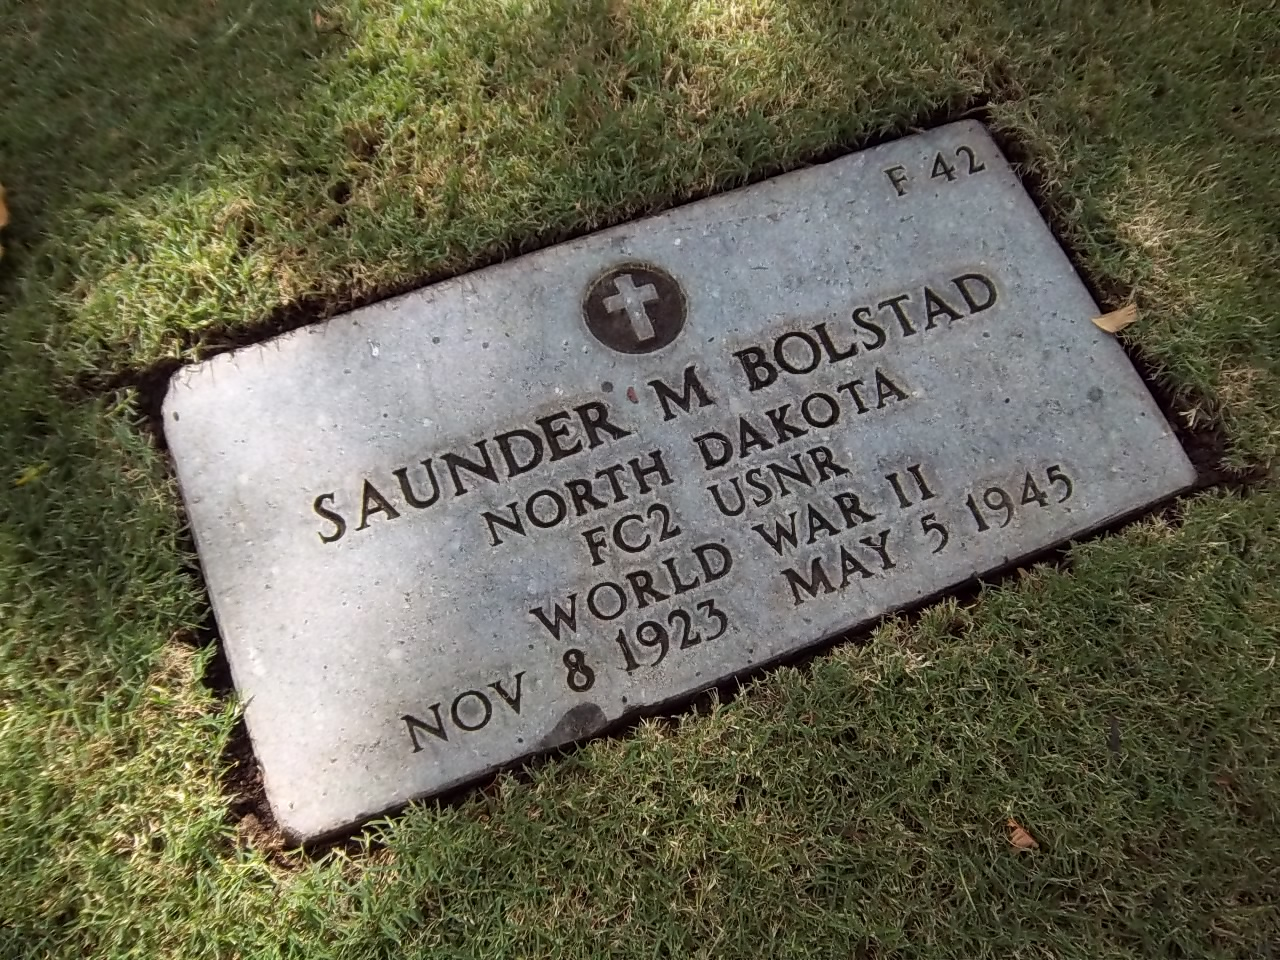 F 42
SAUNDER M BOLSTAD
NORTH DAKOTA
FC2 USNR
WORLD WAR II
NOV 8 1923 MAY 5 1945